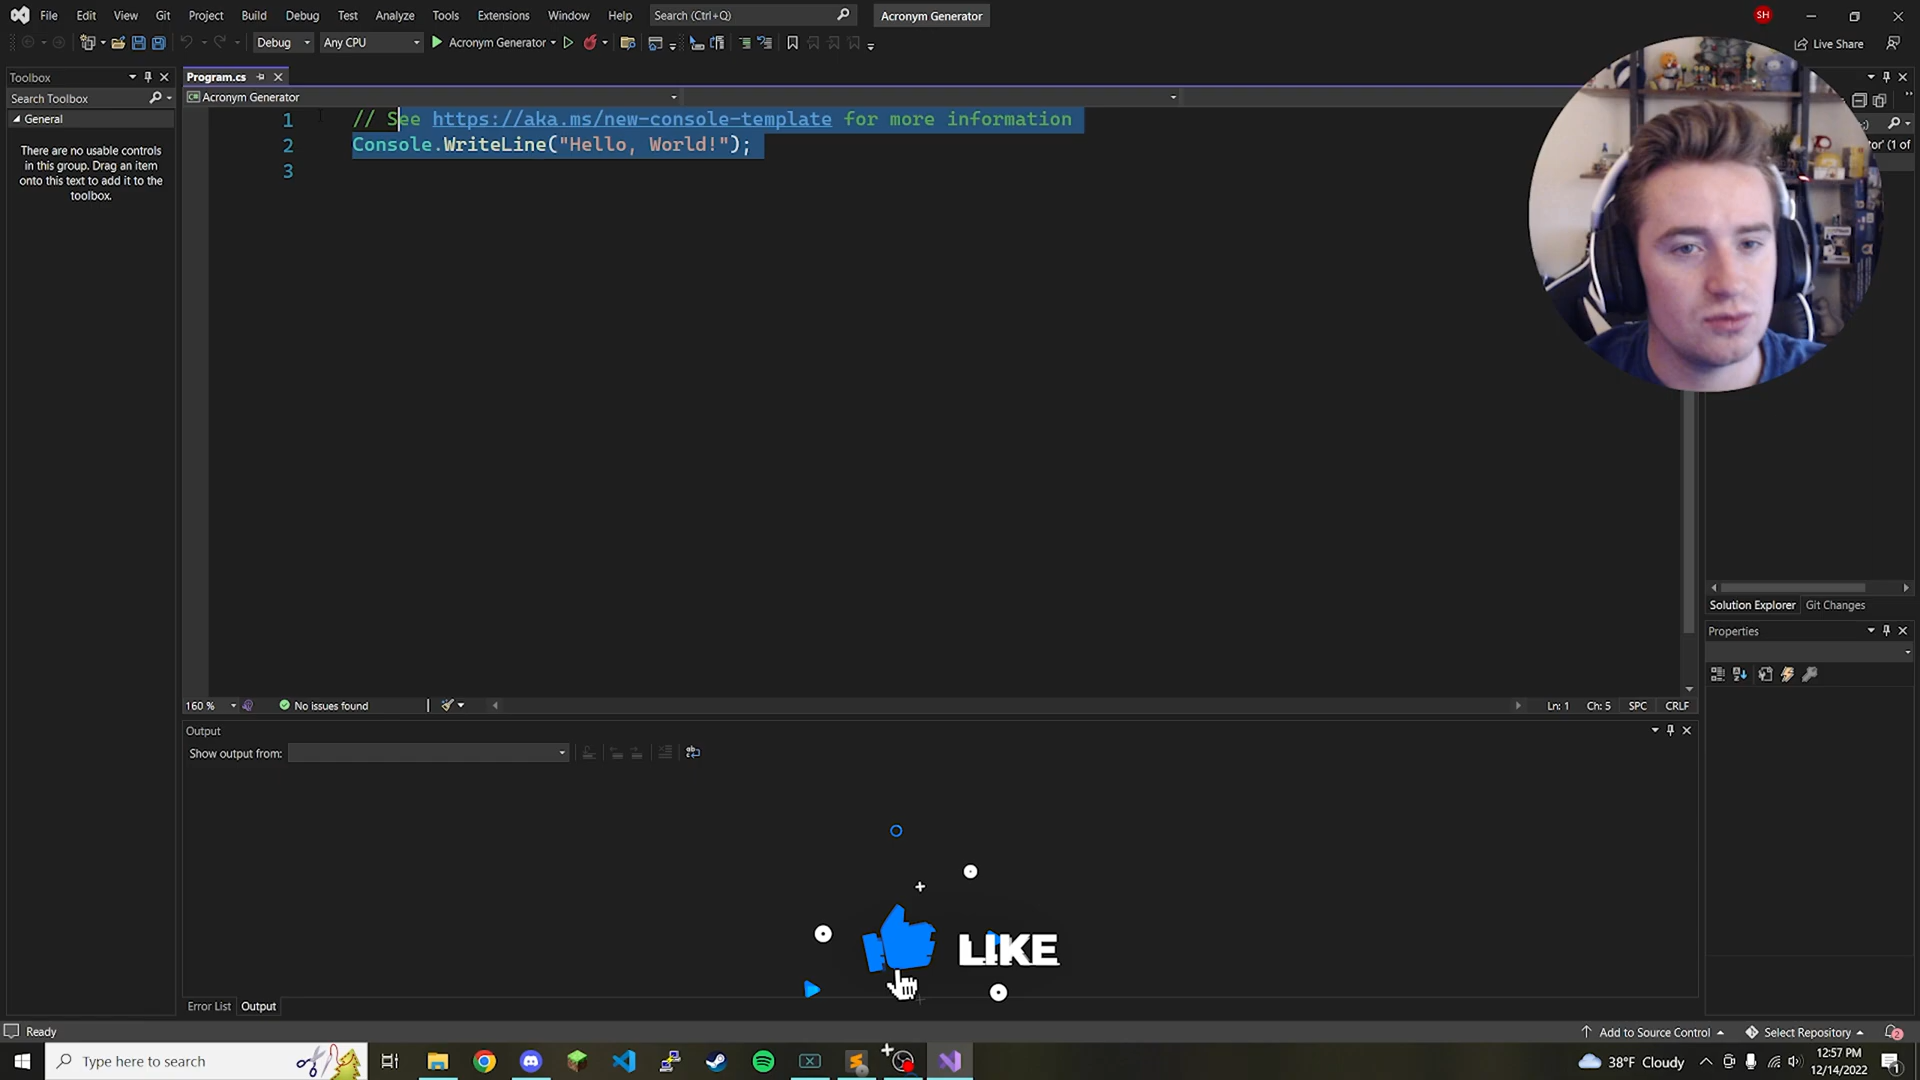 File Edit View Git Project Build Debug Test Analyze Tools Extensions Window Help Search (Ctrl+Q) Acronym Generator SH
Debug Any CPU Acronym Generator Live Share
Toolbox
Search Toolbox
General
There are no usable controls
in this group. Drag an item
onto this text to add it to the
toolbox.
Program.cs
Acronym Generator
1 // See https://aka.ms/new-console-template for more information
2 Console.WriteLine("Hello, World!");
3
(1 of
Solution Explorer Git Changes
Properties
160 % No issues found Ln: 1 Ch: 5 SPC CRLF
Output
Show output from:
LIKE
Error List Output
Ready Add to Source Control Select Repository 2
Type here to search 38°F Cloudy 12:57 PM
12/14/2022 1